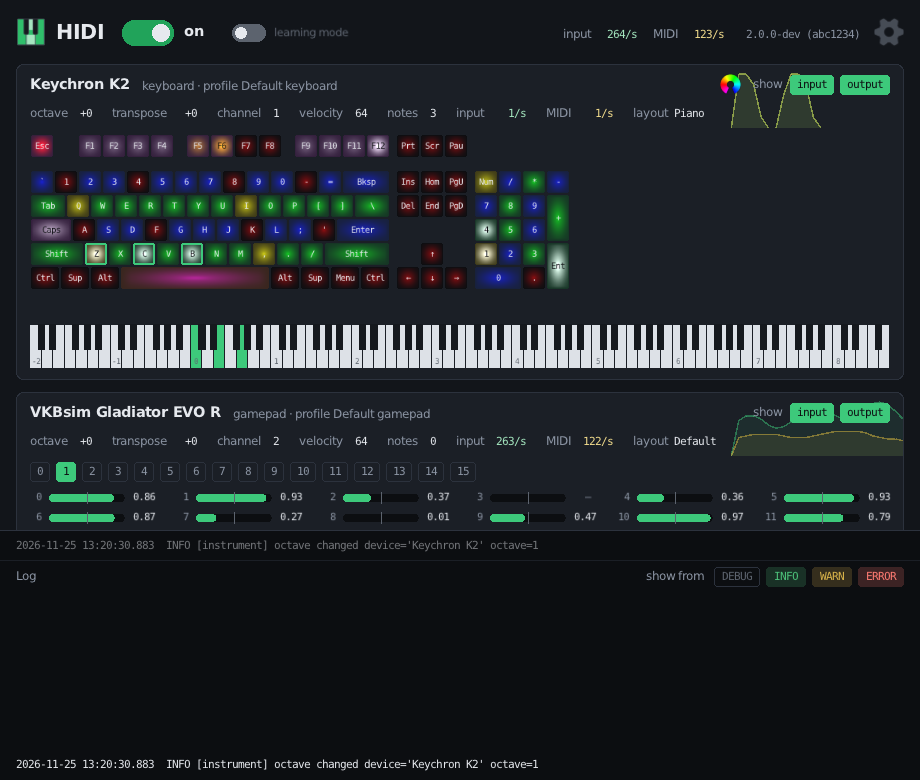 HIDI on learning mode input 264/s MIDI 123/s 2.0.0-dev (abc1234)
Keychron K2 keyboard · profile Default keyboard show input output
octave +0 transpose +0 channel 1 velocity 64 notes 3 input 1/s MIDI 1/s layout Piano
Esc F1 F2 F3 F4 F5 F6 F7 F8 F9 F10 F11 F12 Prt Scr Pau
` 1 2 3 4 5 6 7 8 9 0 - = Bksp Ins Hom PgU Num / * -
Tab Q W E R T Y U I O P [ ] \ Del End PgD 7 8 9 +
Caps A S D F G H J K L ; ' Enter 4 5 6
Shift Z X C V B N M , . / Shift ↑ 1 2 3 Ent
Ctrl Sup Alt Alt Sup Menu Ctrl ← ↓ → 0 .
-2 -1 0 1 2 3 4 5 6 7 8
VKBsim Gladiator EVO R gamepad · profile Default gamepad show input output
octave +0 transpose +0 channel 2 velocity 64 notes 0 input 263/s MIDI 122/s layout Default
0 1 2 3 4 5 6 7 8 9 10 11 12 13 14 15
0 0.86 1 0.93 2 0.37 3 — 4 0.36 5 0.93
6 0.87 7 0.27 8 0.01 9 0.47 10 0.97 11 0.79
2026-11-25 13:20:30.883 INFO [instrument] octave changed device='Keychron K2' octave=1
Log show from DEBUG INFO WARN ERROR
2026-11-25 13:20:30.883 INFO [instrument] octave changed device='Keychron K2' octave=1